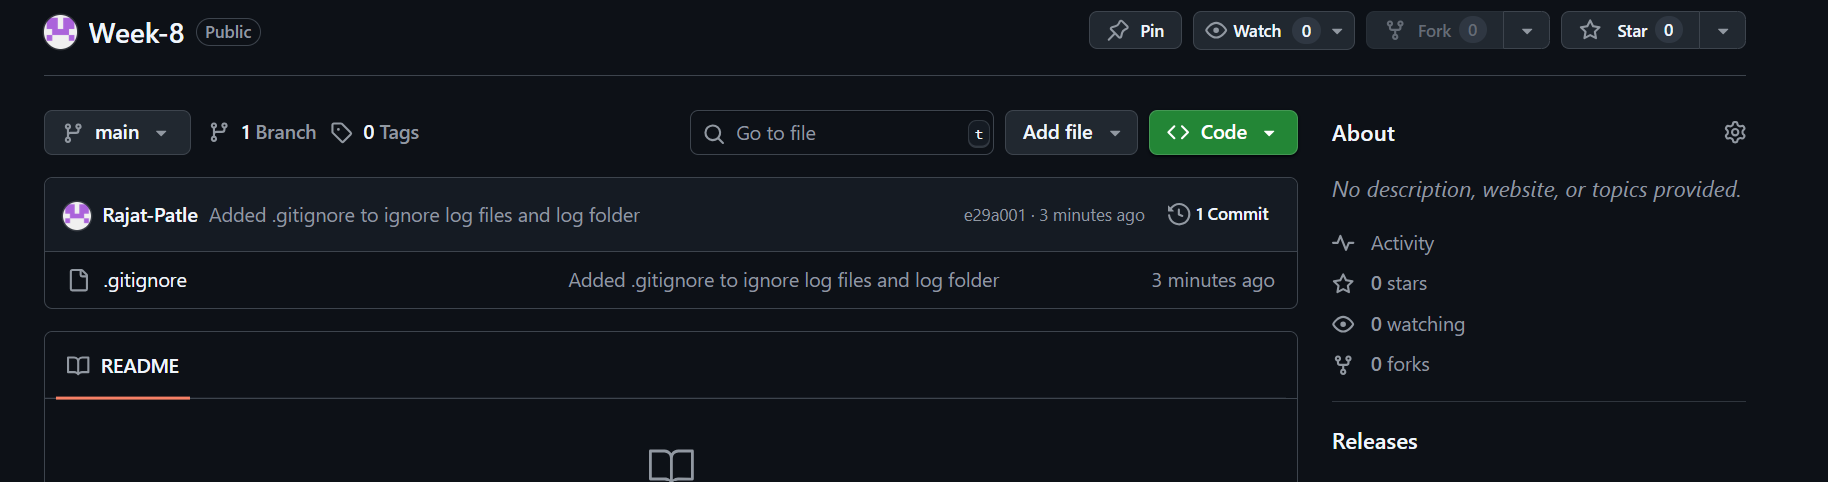 Week-8 Public Pin Watch 0 Fork 0 Star 0
main 1 Branch 0 Tags Go to file t Add file Code
Rajat-Patle Added .gitignore to ignore log files and log folder e29a001 · 3 minutes ago 1 Commit
.gitignore Added .gitignore to ignore log files and log folder 3 minutes ago
README
About
No description, website, or topics provided.
Activity
0 stars
0 watching
0 forks
Releases